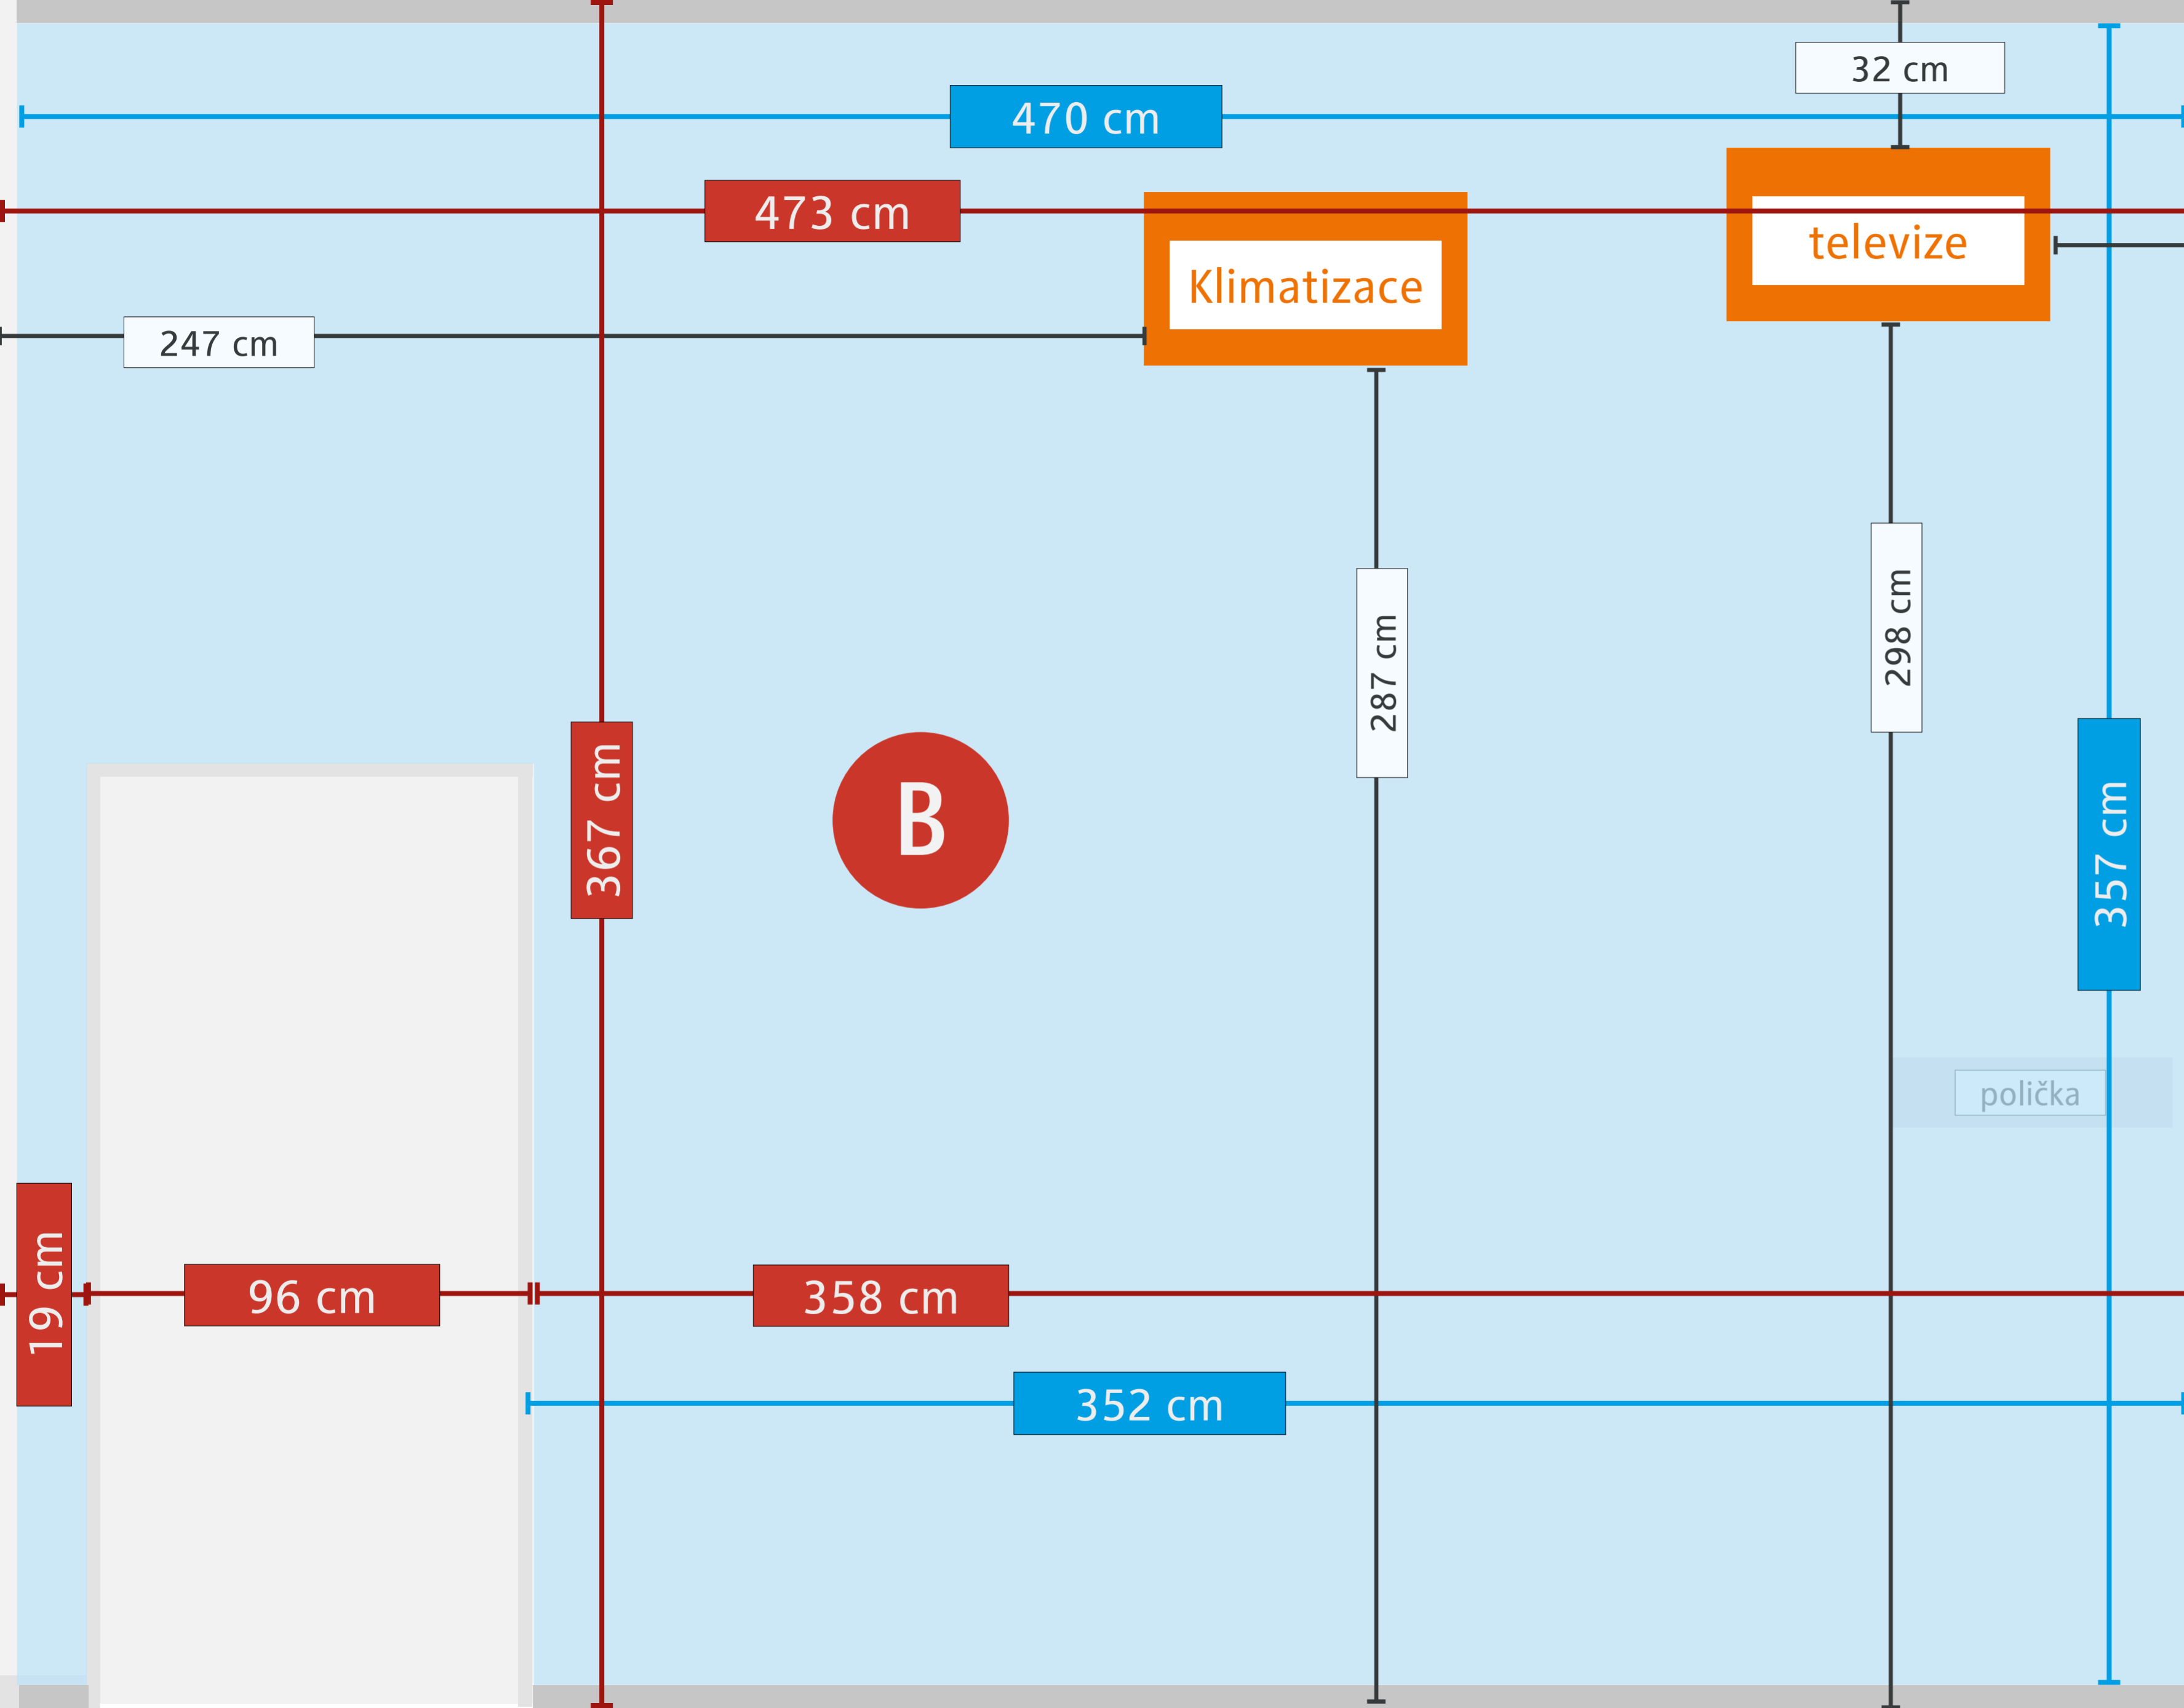 32 cm
470 cm
473 cm
televize
Klimatizace
247 cm
298 cm
287 cm
367 cm
B
357 cm
polička
19 cm
96 cm
358 cm
352 cm